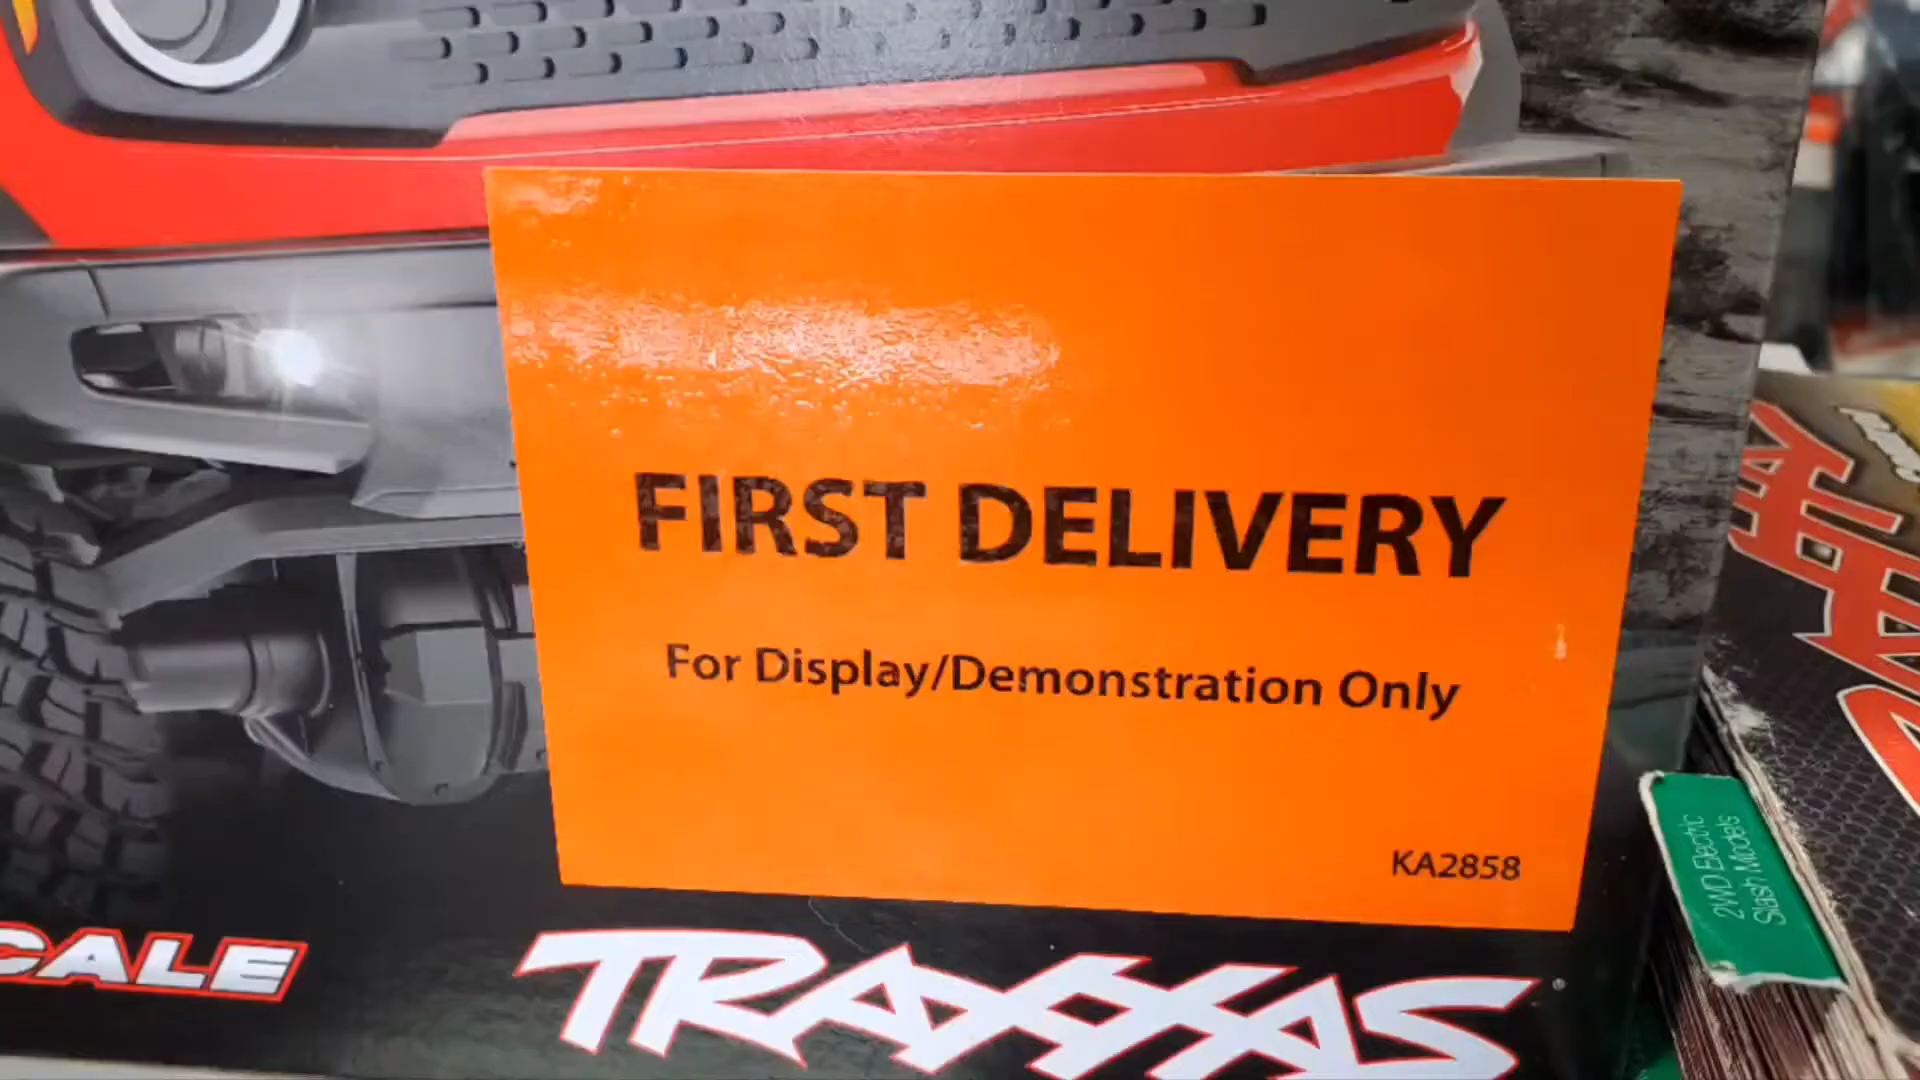 FIRST DELIVERY
For Display/Demonstration Only
KA2858
CALE
TRAXXAS
2WD Electric
Slash Models